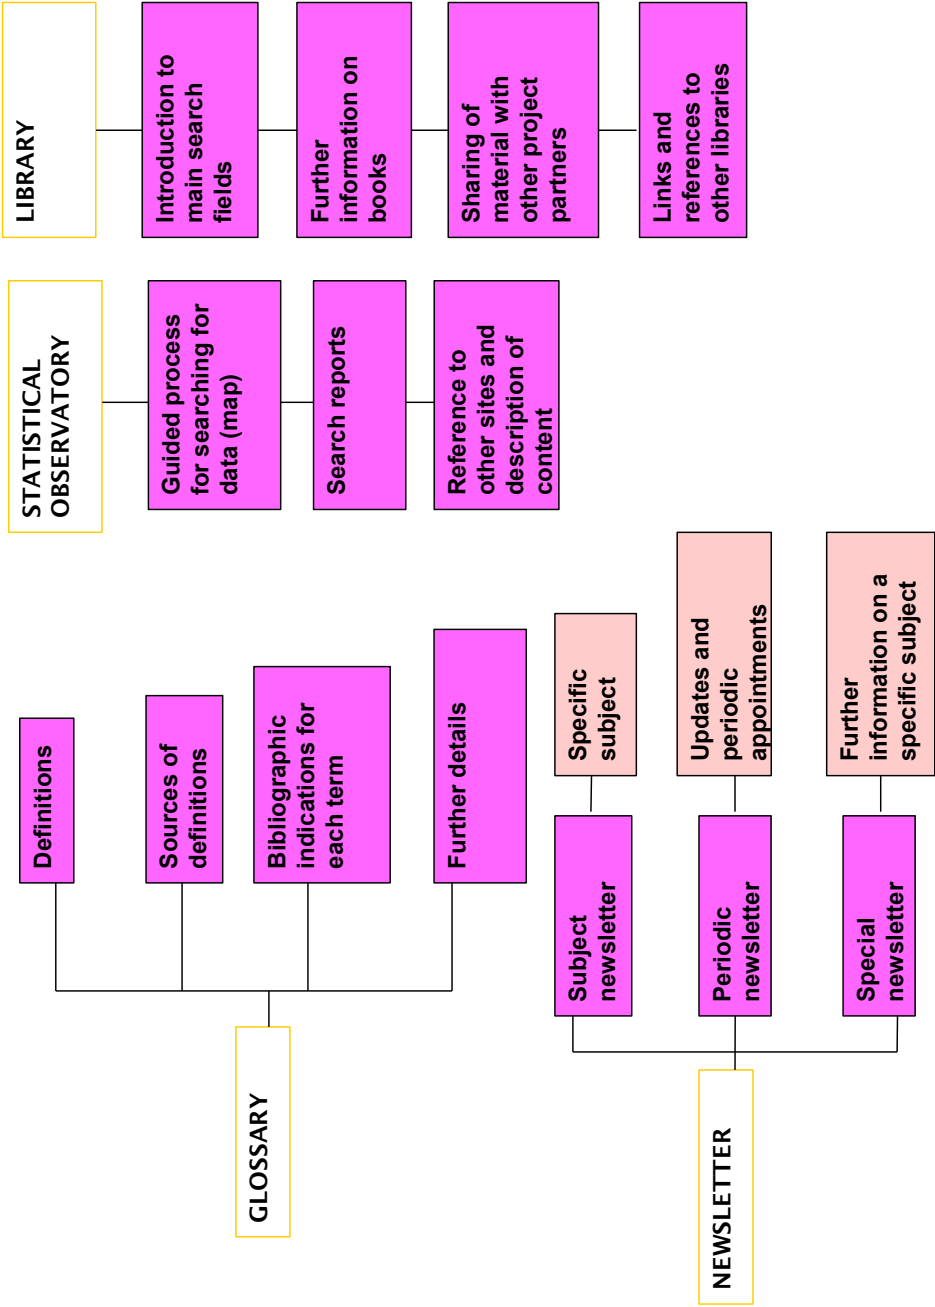 GLOSSARY
Definitions
Sources of
definitions
Bibliographic
indications for
each term
Further details
NEWSLETTER
Subject
newsletter
Specific
subject
Periodic
newsletter
Updates and
periodic
appointments
Special
newsletter
Further
information on a
specific subject
STATISTICAL
OBSERVATORY
Guided process
for searching for
data (map)
Search reports
Reference to
other sites and
description of
content
LIBRARY
Introduction to
main search
fields
Further
information on
books
Sharing of
material with
other project
partners
Links and
references to
other libraries